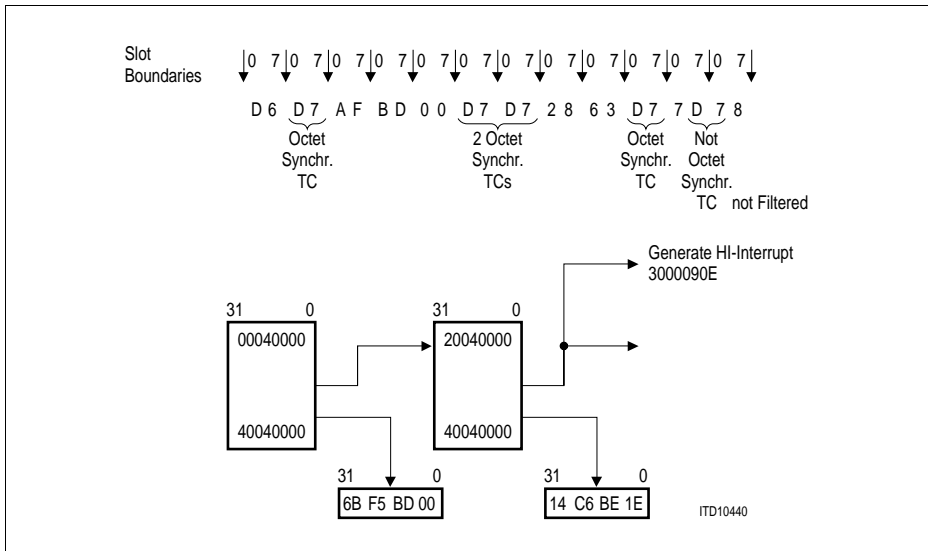 Slot
Boundaries
0 7 0 7 0 7 0 7 0 7 0 7 0 7 0 7 0 7 0 7 0 7 0 7
D 6 D 7 A F B D 0 0 D 7 D 7 2 8 6 3 D 7 7 D 7 8
Octet
Synchr.
TC
2 Octet
Synchr.
TCs
Octet
Synchr.
TC
Not
Octet
Synchr.
TC not Filtered
Generate HI-Interrupt
3000090E
31 0
00040000
40040000
31 0
20040000
40040000
31 0
6B F5 BD 00
31 0
14 C6 BE 1E
ITD10440